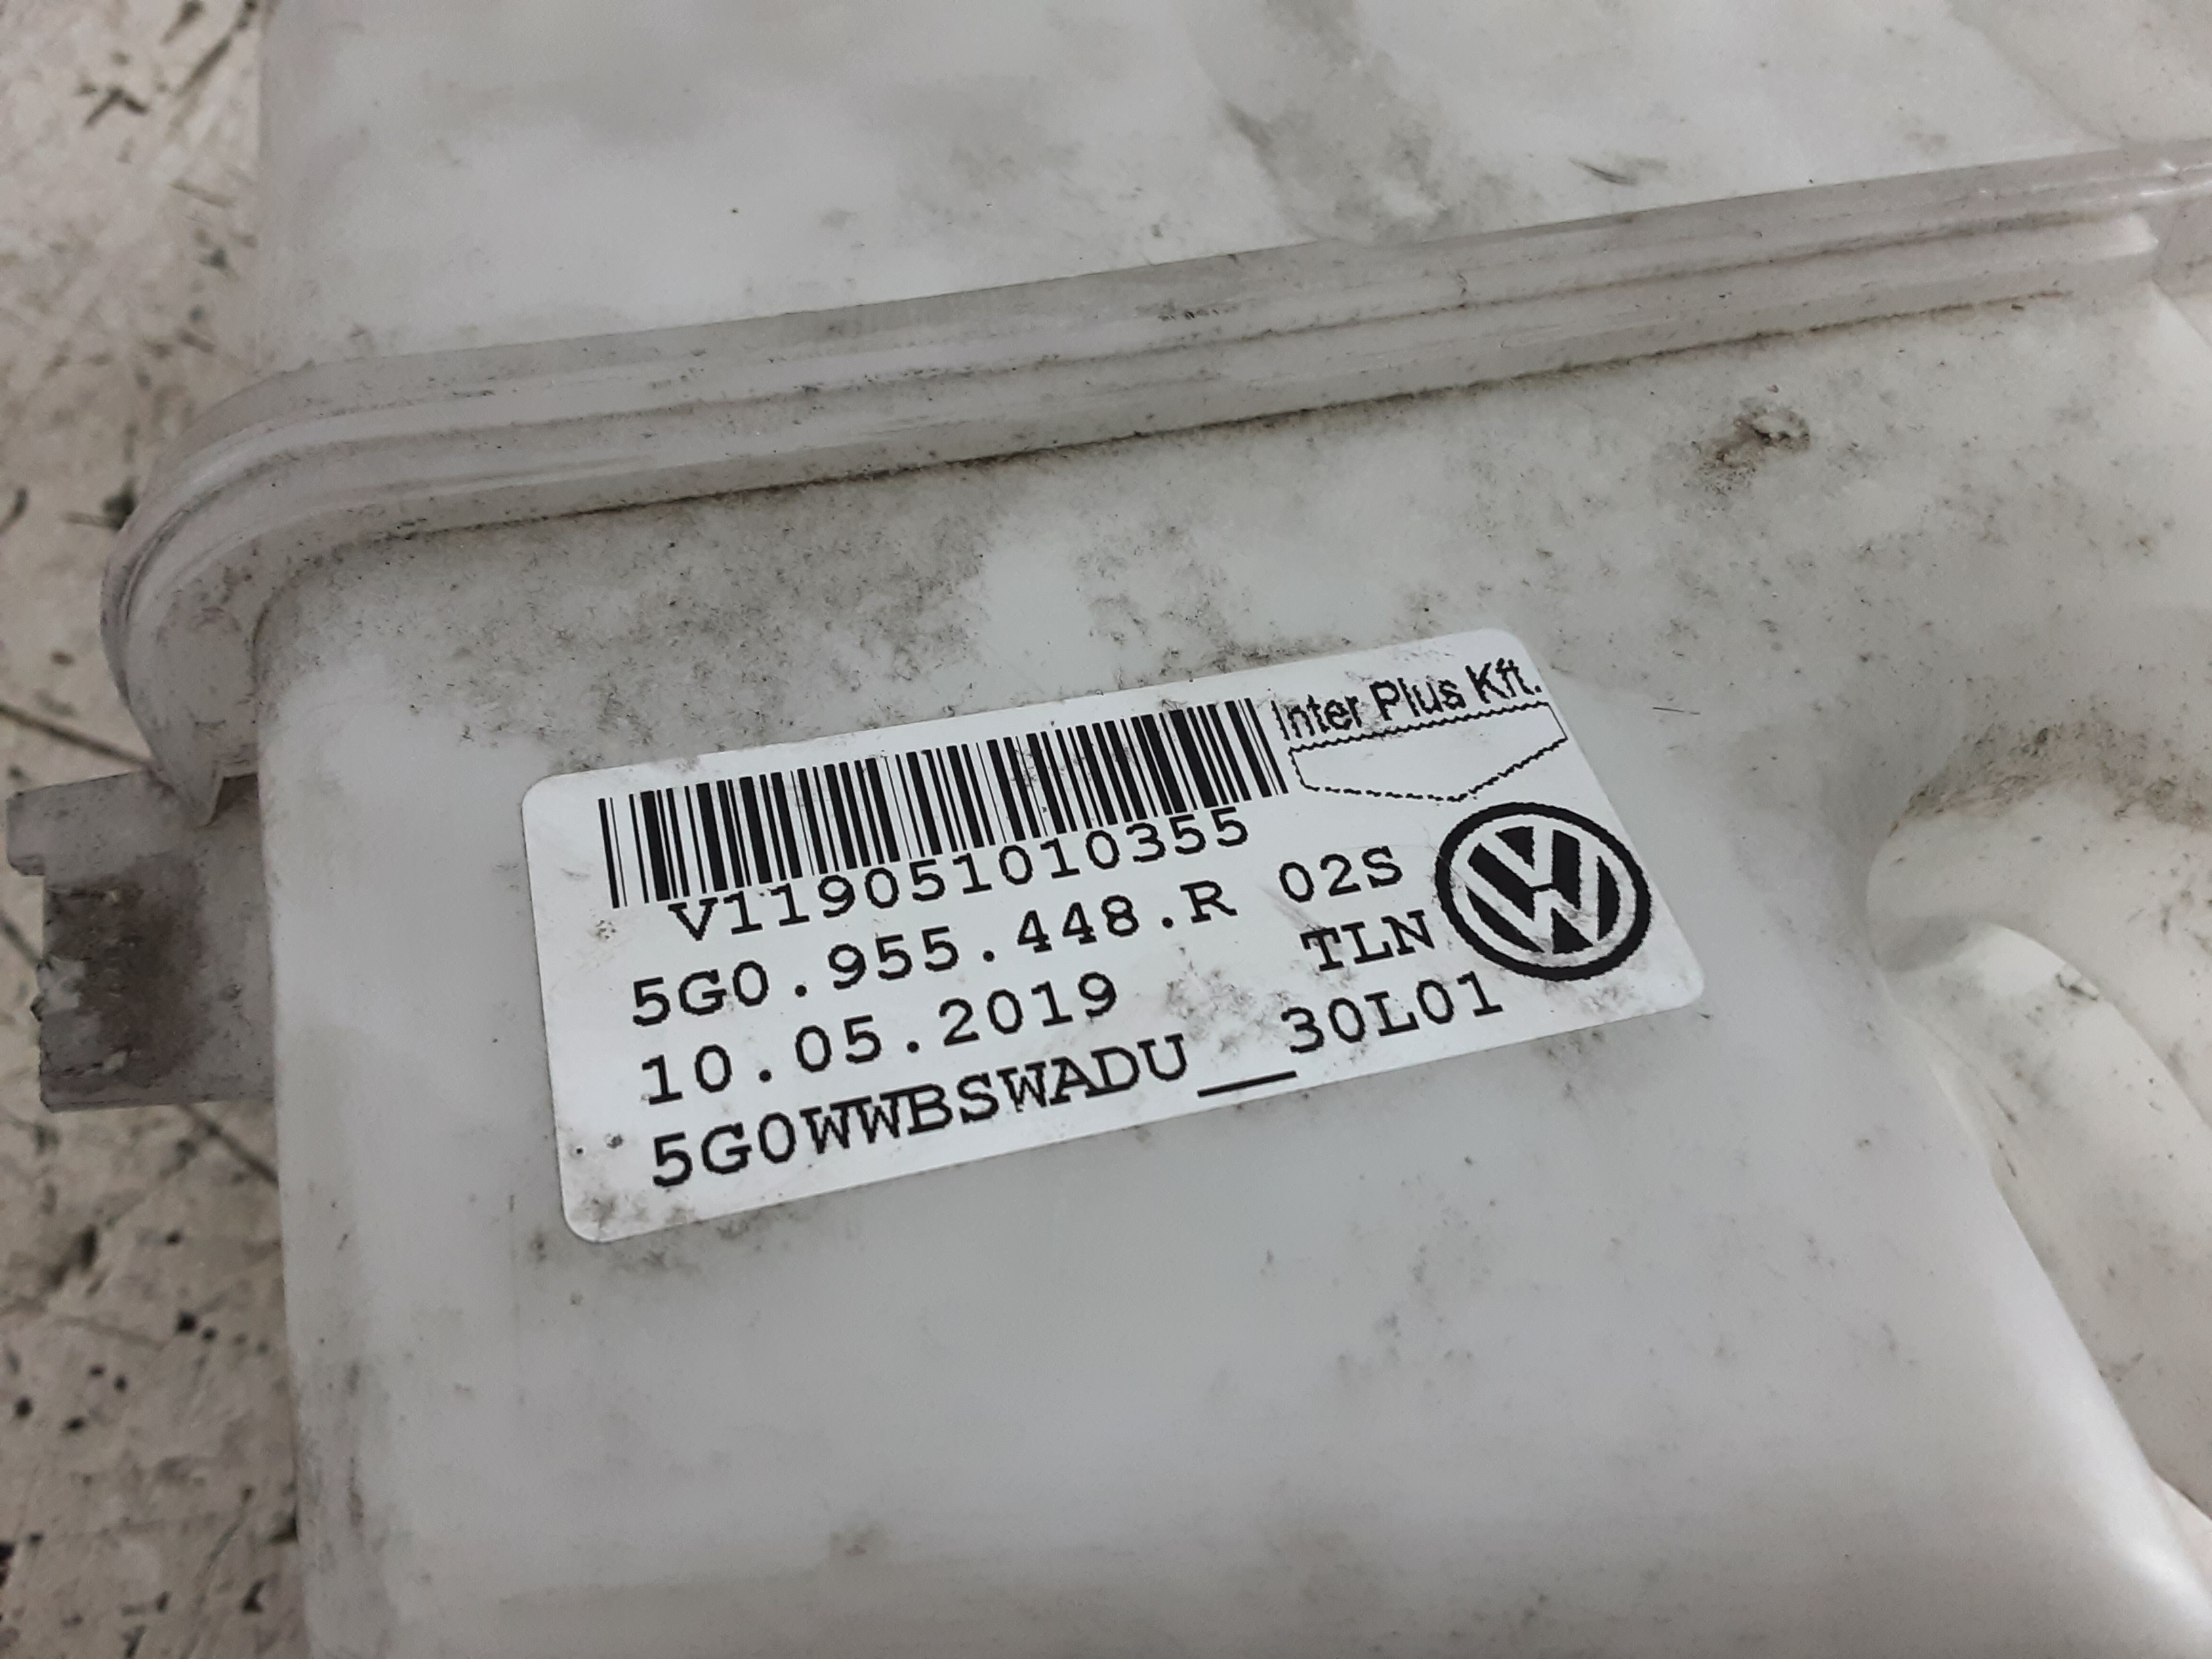 Inter Plus Kft.
V119051010355
5G0.955.448.R 02S
10.05.2019 TLN
5G0WWBSWADU__30L01